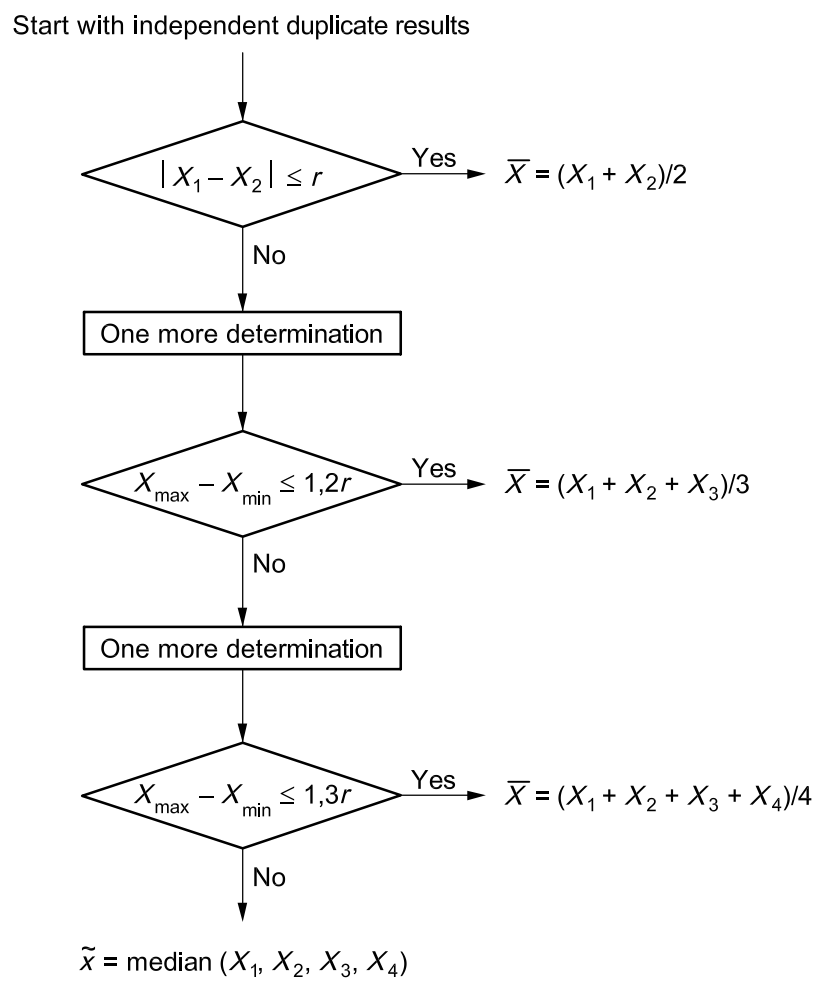 Start with independent duplicate results
| X₁ – X₂ | ≤ r
Yes
X̅ = (X₁ + X₂)/2
No
One more determination
Xmax – Xmin ≤ 1,2r
Yes
X̅ = (X₁ + X₂ + X₃)/3
No
One more determination
Xmax – Xmin ≤ 1,3r
Yes
X̅ = (X₁ + X₂ + X₃ + X₄)/4
No
x̃ = median (X₁, X₂, X₃, X₄)